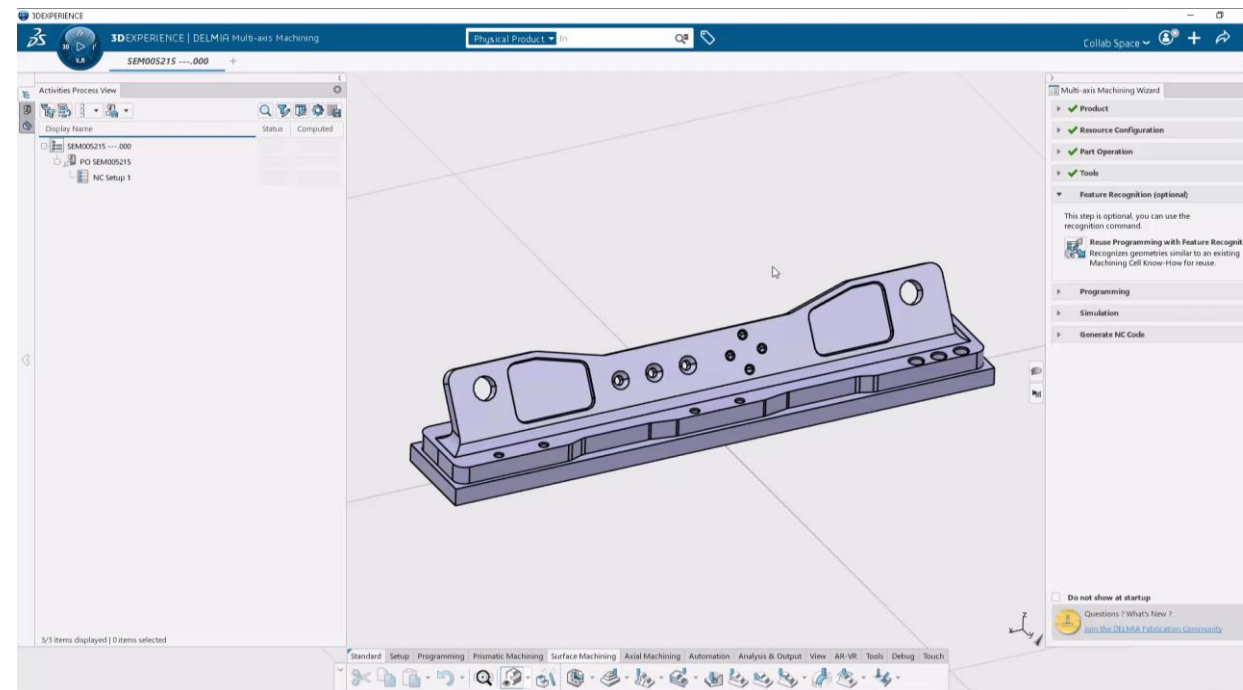 3DEXPERIENCE
3DEXPERIENCE | DELMIA Multi-axis Machining
Physical Product
In
Collab Space
3D
V.R
SEM005215 ---.000
+
Activities Process View
Display Name
Status
Computed
SEM005215 ---.000
PO SEM005215
NC Setup 1
Multi-axis Machining Wizard
Product
Resource Configuration
Part Operation
Tools
Feature Recognition (optional)
This step is optional, you can use the
recognition command.
Reuse Programming with Feature Recognit
Recognizes geometries similar to an existing
Machining Cell Know-How for reuse.
Programming
Simulation
Generate NC Code
z
x
y
Do not show at startup
Questions ? What's New ?
Join the DELMIA Fabrication Community
3/3 items displayed | 0 items selected
Standard Setup Programming Prismatic Machining Surface Machining Axial Machining Automation Analysis & Output View AR-VR Tools Debug Touch